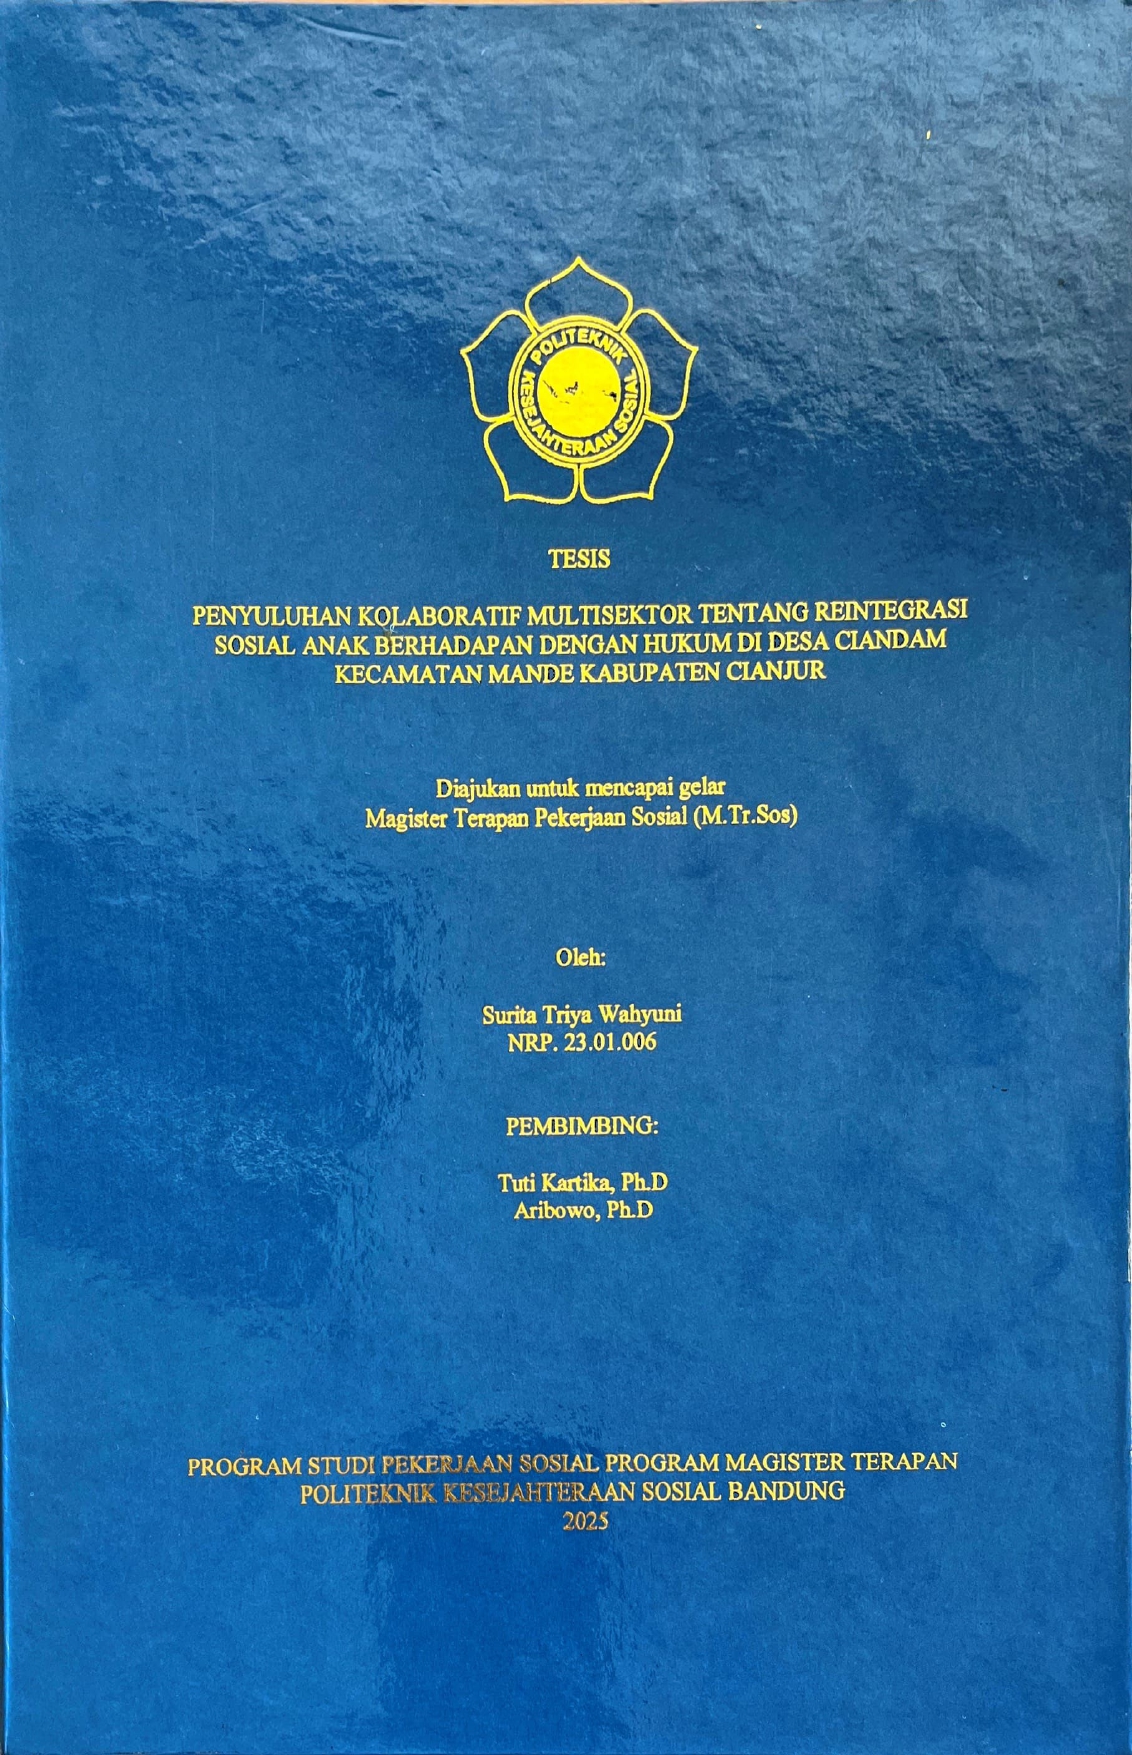 POLITEKNIK
KESEJAHTERAAN SOSIAL
TESIS
PENYULUHAN KOLABORATIF MULTISEKTOR TENTANG REINTEGRASI
SOSIAL ANAK BERHADAPAN DENGAN HUKUM DI DESA CIANDAM
KECAMATAN MANDE KABUPATEN CIANJUR
Diajukan untuk mencapai gelar
Magister Terapan Pekerjaan Sosial (M.Tr.Sos)
Oleh:
Surita Triya Wahyuni
NRP. 23.01.006
PEMBIMBING:
Tuti Kartika, Ph.D
Aribowo, Ph.D
PROGRAM STUDI PEKERJAAN SOSIAL PROGRAM MAGISTER TERAPAN
POLITEKNIK KESEJAHTERAAN SOSIAL BANDUNG
2025